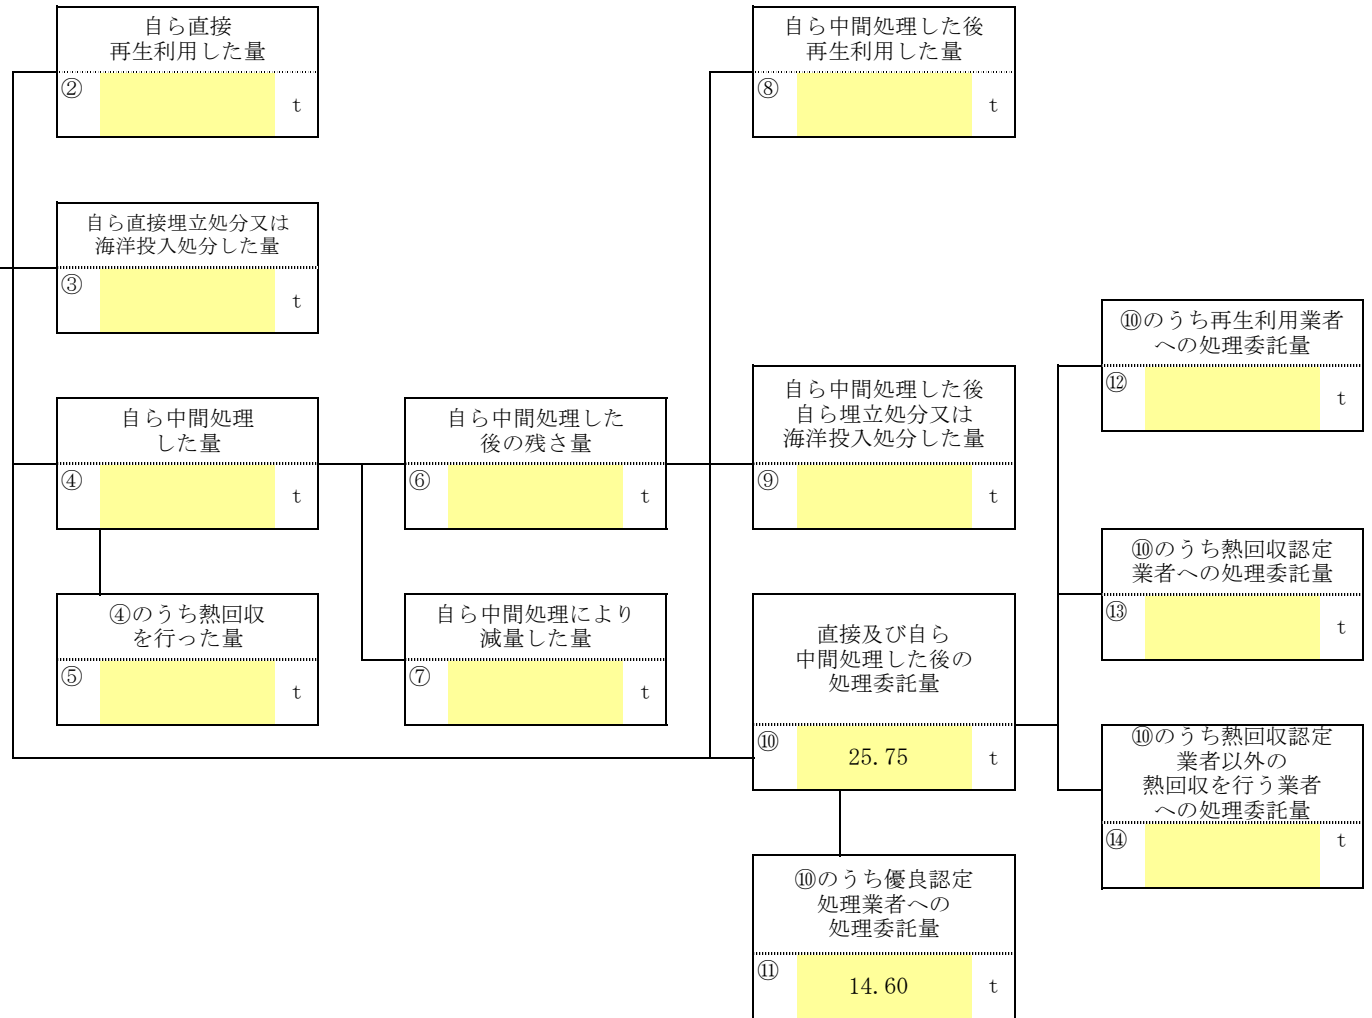 自ら直接
再生利用した量
②
t
自ら中間処理した後
再生利用した量
⑧
t
自ら直接埋立処分又は
海洋投入処分した量
③
t
⑩のうち再生利用業者
への処理委託量
⑫
t
自ら中間処理
した量
④
t
自ら中間処理した
後の残さ量
⑥
t
自ら中間処理した後
自ら埋立処分又は
海洋投入処分した量
⑨
t
⑩のうち熱回収認定
業者への処理委託量
⑬
t
④のうち熱回収
を行った量
⑤
t
自ら中間処理により
減量した量
⑦
t
直接及び自ら
中間処理した後の
処理委託量
⑩ 25.75 t
⑩のうち熱回収認定
業者以外の
熱回収を行う業者
への処理委託量
⑭
t
⑩のうち優良認定
処理業者への
処理委託量
⑪ 14.60 t